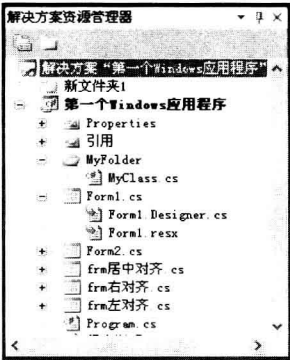 解决方案资源管理器
解决方案“第一个Windows应用程序”
新文件夹1
第一个Windows应用程序
Properties
引用
MyFolder
MyClass.cs
Form1.cs
Form1.Designer.cs
Form1.resx
Form2.cs
frm居中对齐.cs
frm右对齐.cs
frm左对齐.cs
Program.cs